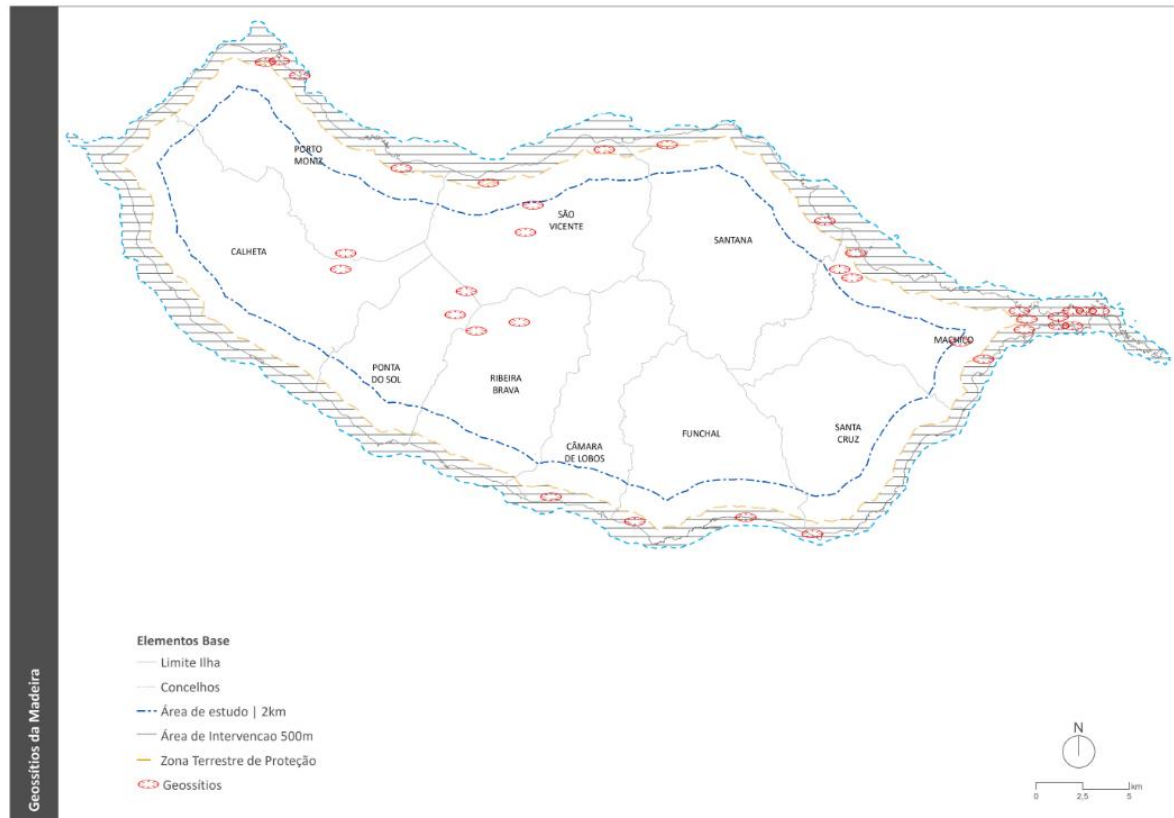 Geossítios da Madeira
PORTO
MONIZ
SÃO
VICENTE
SANTANA
CALHETA
MACHICO
PONTA
DO SOL
RIBEIRA
BRAVA
CÂMARA
DE LOBOS
FUNCHAL
SANTA
CRUZ
Elementos Base
Limite Ilha
Concelhos
Área de estudo | 2km
Área de Intervencao 500m
Zona Terrestre de Proteção
Geossítios
N
km
0 2,5 5